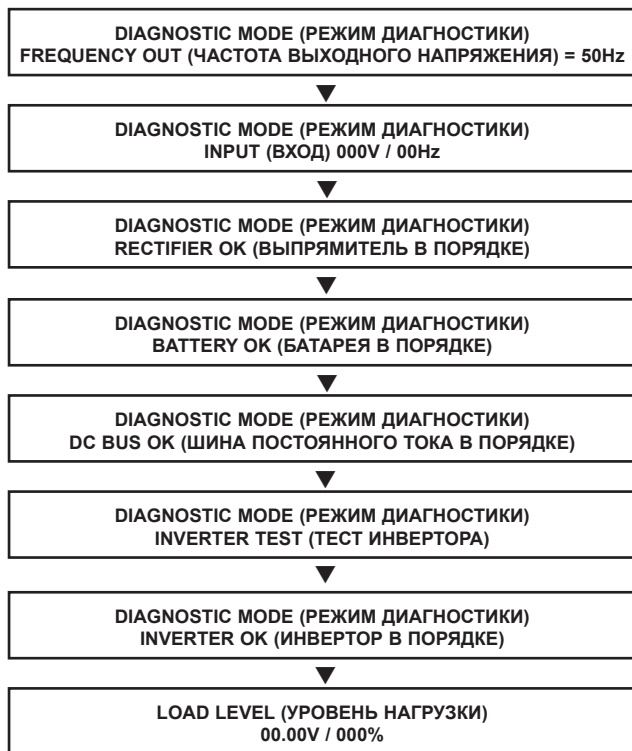 DIAGNOSTIC MODE (РЕЖИМ ДИАГНОСТИКИ)
FREQUENCY OUT (ЧАСТОТА ВЫХОДНОГО НАПРЯЖЕНИЯ) = 50Hz
DIAGNOSTIC MODE (РЕЖИМ ДИАГНОСТИКИ)
INPUT (ВХОД) 000V / 00Hz
DIAGNOSTIC MODE (РЕЖИМ ДИАГНОСТИКИ)
RECTIFIER OK (ВЫПРЯМИТЕЛЬ В ПОРЯДКЕ)
DIAGNOSTIC MODE (РЕЖИМ ДИАГНОСТИКИ)
BATTERY OK (БАТАРЕЯ В ПОРЯДКЕ)
DIAGNOSTIC MODE (РЕЖИМ ДИАГНОСТИКИ)
DC BUS OK (ШИНА ПОСТОЯННОГО ТОКА В ПОРЯДКЕ)
DIAGNOSTIC MODE (РЕЖИМ ДИАГНОСТИКИ)
INVERTER TEST (ТЕСТ ИНВЕРТОРА)
DIAGNOSTIC MODE (РЕЖИМ ДИАГНОСТИКИ)
INVERTER OK (ИНВЕРТОР В ПОРЯДКЕ)
LOAD LEVEL (УРОВЕНЬ НАГРУЗКИ)
00.00V / 000%